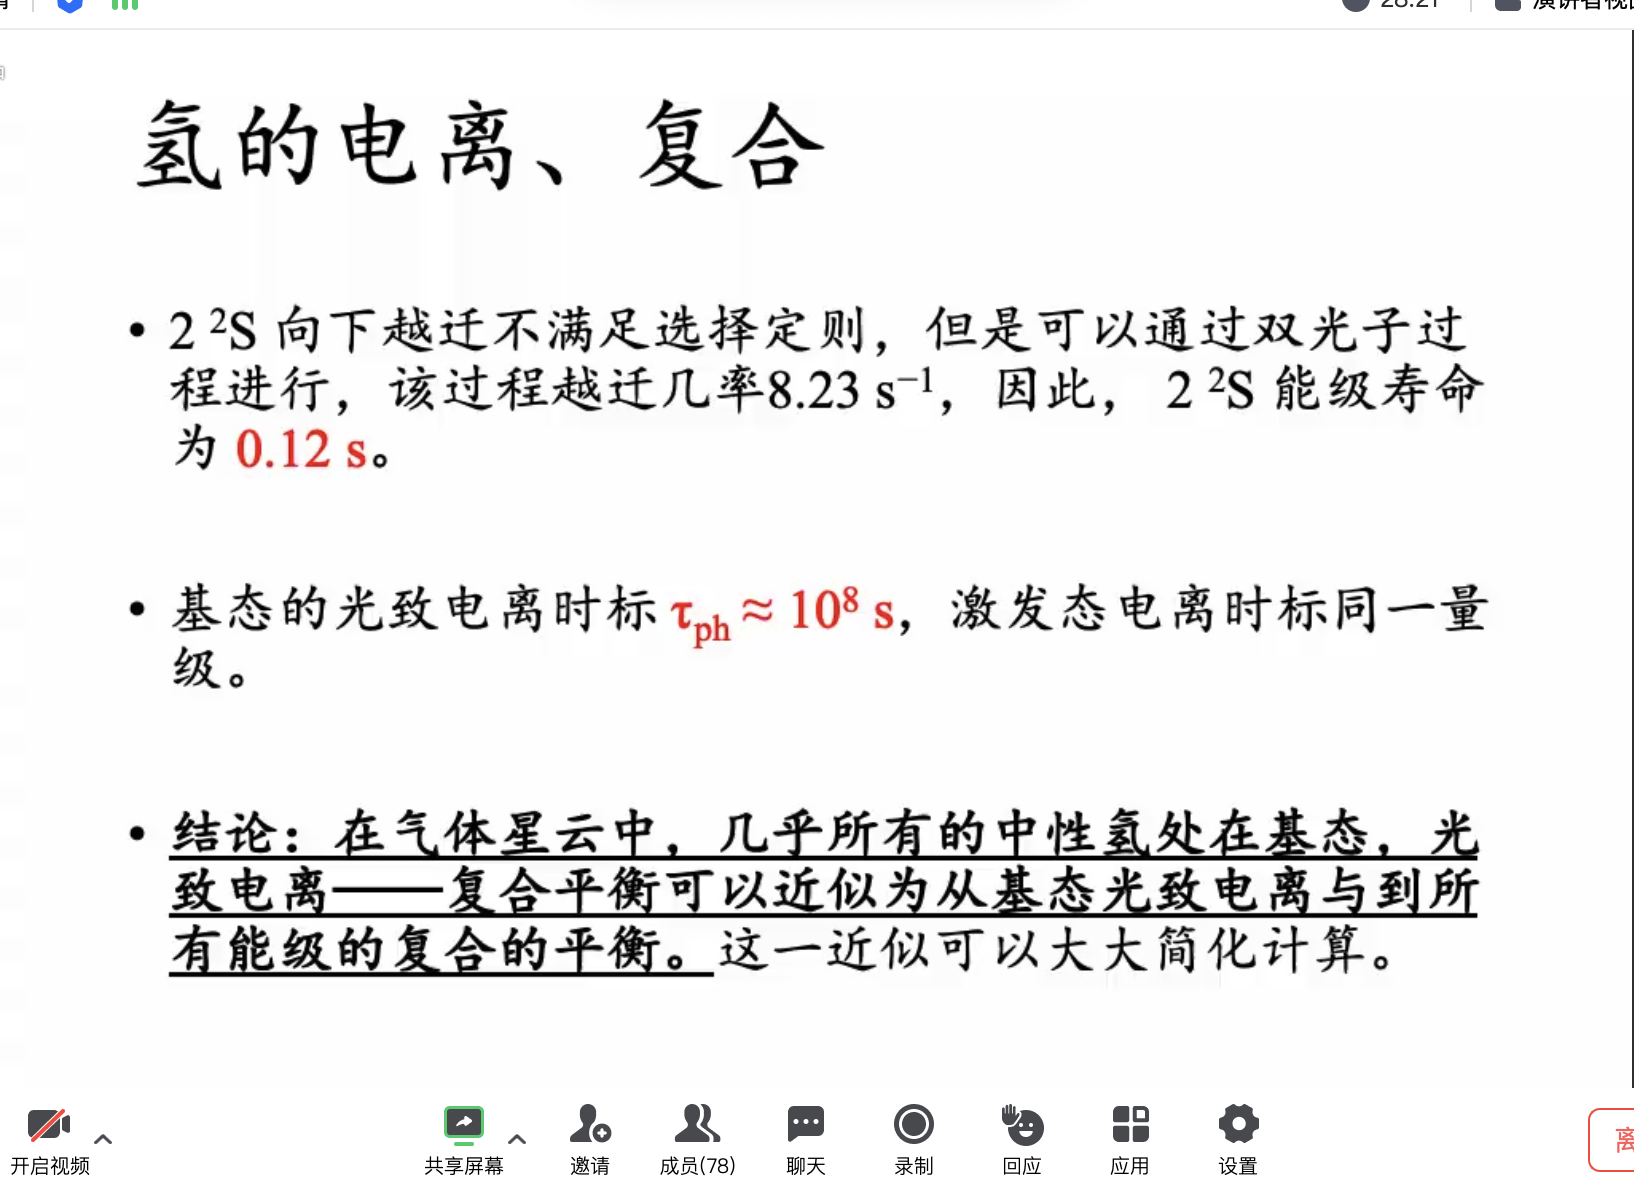 氢的电离、复合
• 2 ²S 向下越迁不满足选择定则，但是可以通过双光子过
程进行，该过程越迁几率8.23 s⁻¹，因此， 2 ²S 能级寿命
为 0.12 s。
• 基态的光致电离时标 τph ≈ 10⁸ s，激发态电离时标同一量
级。
• 结论：在气体星云中，几乎所有的中性氢处在基态，光
致电离——复合平衡可以近似为从基态光致电离与到所
有能级的复合的平衡。这一近似可以大大简化计算。
开启视频 共享屏幕 邀请 成员(78) 聊天 录制 回应 应用 设置